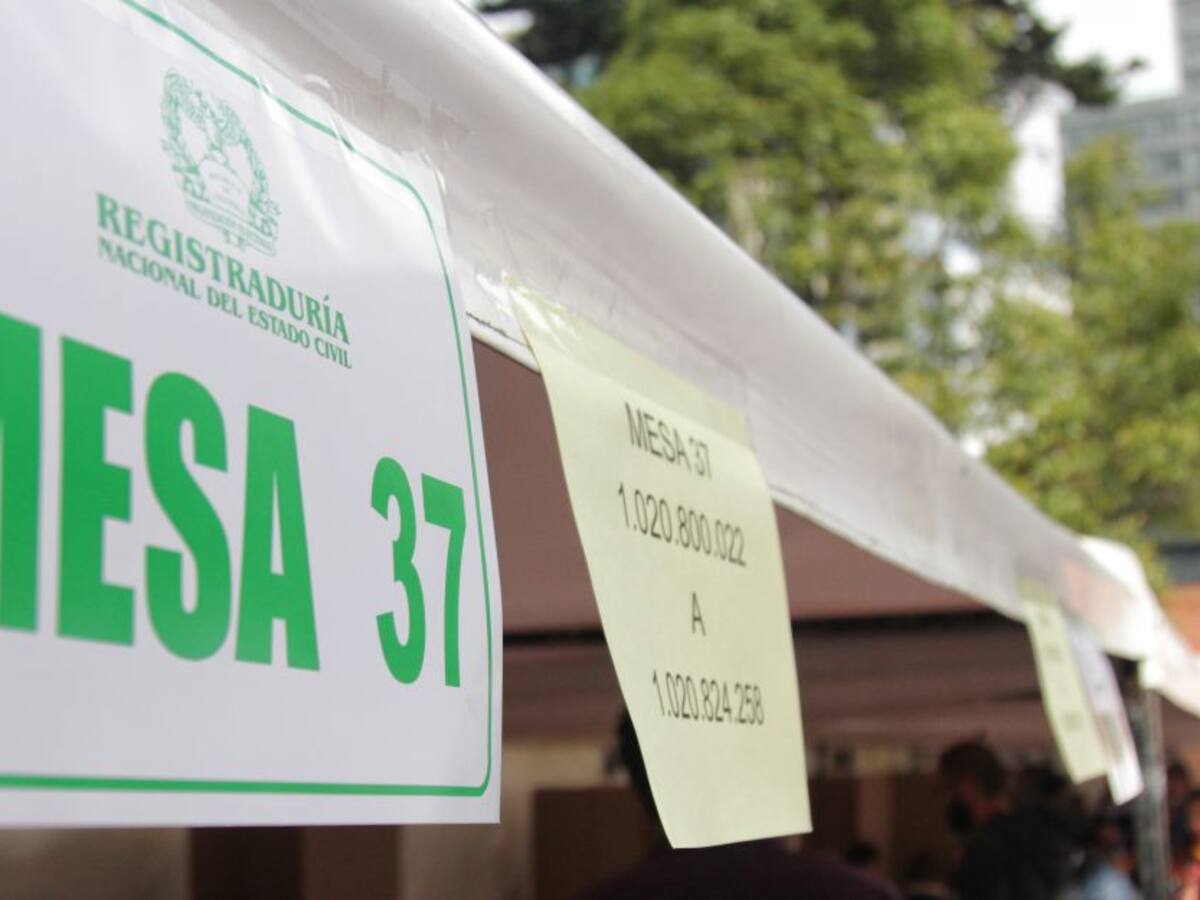 REGISTRADURÍA
NACIONAL DEL ESTADO CIVIL
MESA 37
MESA 37
1.020.800.022
A
1.020.824.258